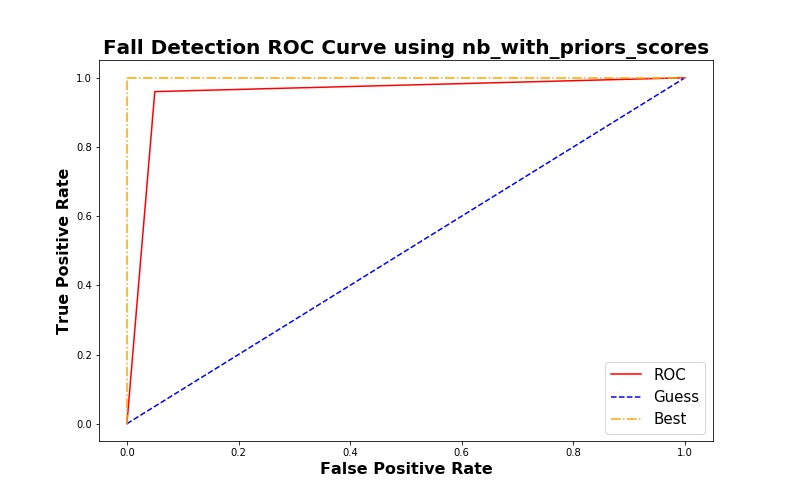 Fall Detection ROC Curve using nb_with_priors_scores
1.0
0.8
0.6
0.4
0.2
0.0
True Positive Rate
0.0 0.2 0.4 0.6 0.8 1.0
False Positive Rate
ROC
Guess
Best